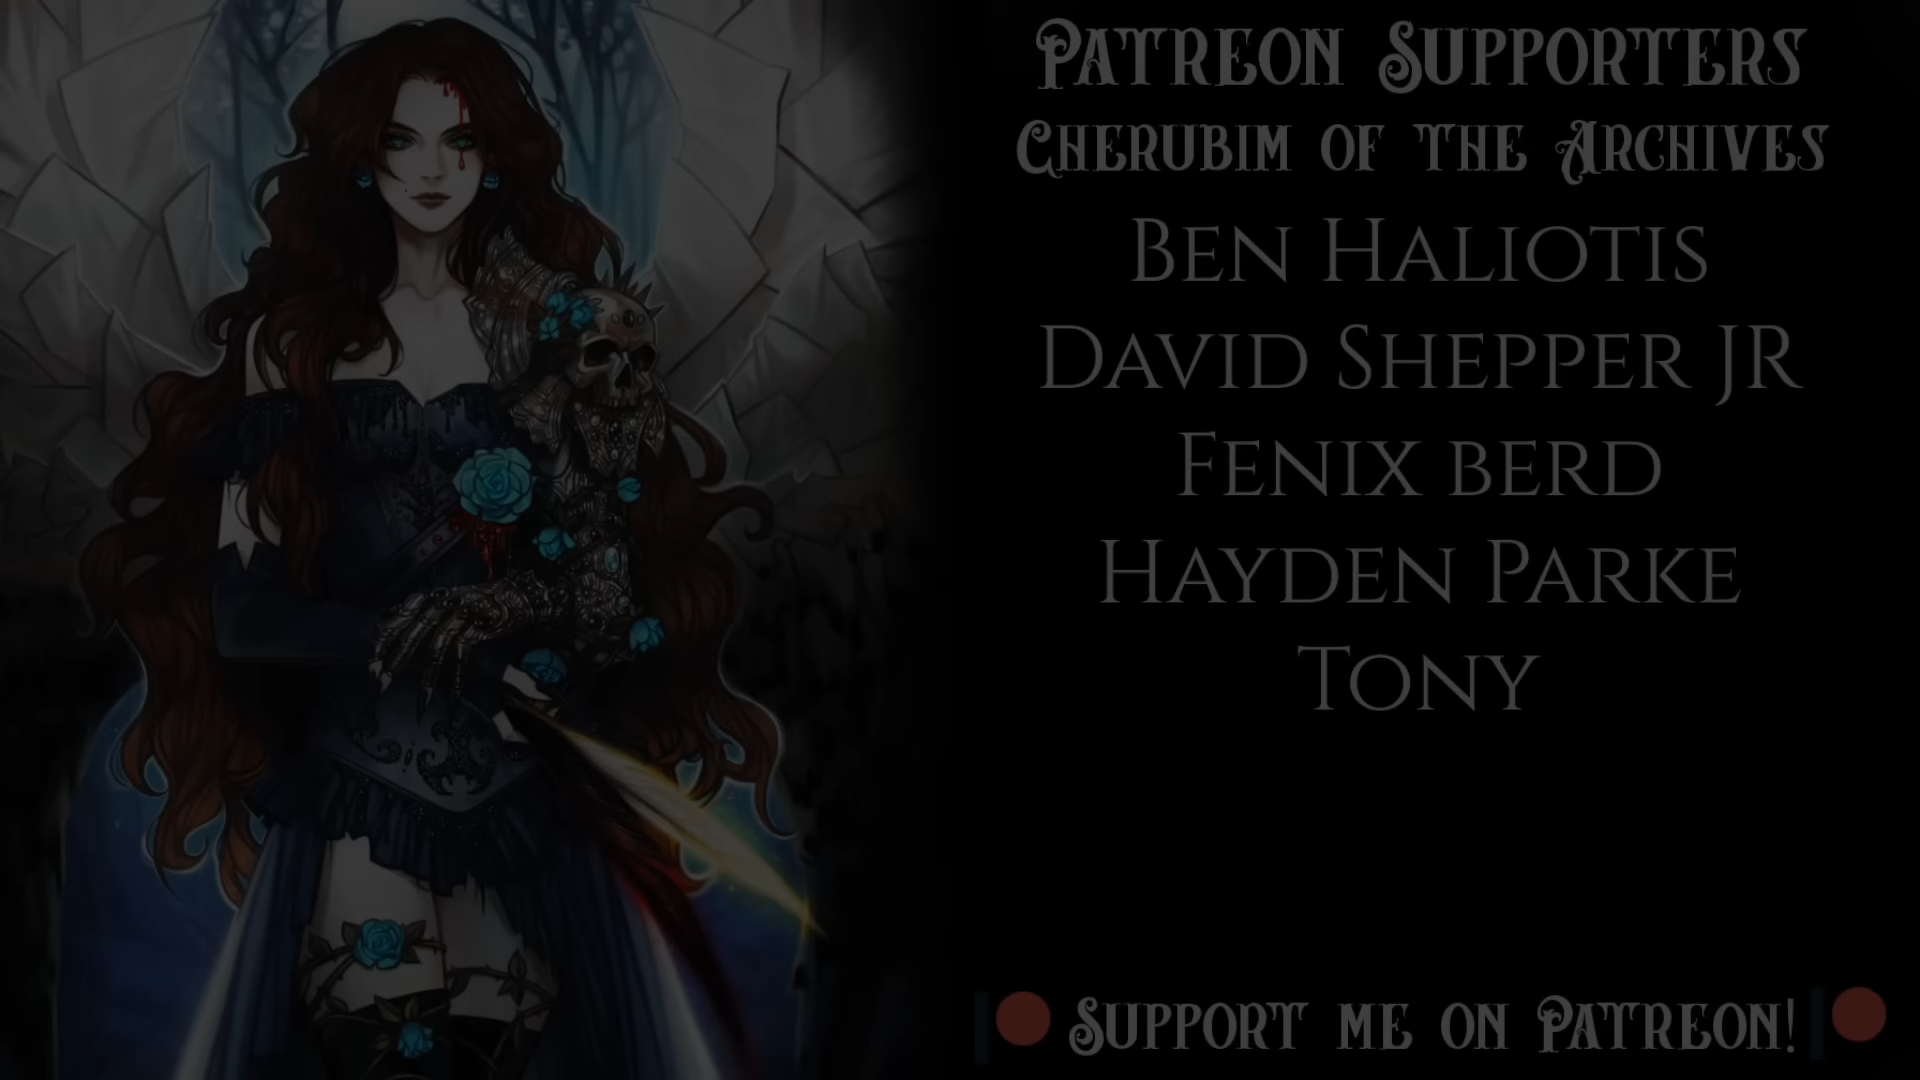 Patreon Supporters
Cherubim of the Archives
Ben Haliotis
David Shepper JR
Fenix berd
Hayden Parke
Tony
Support me on Patreon!